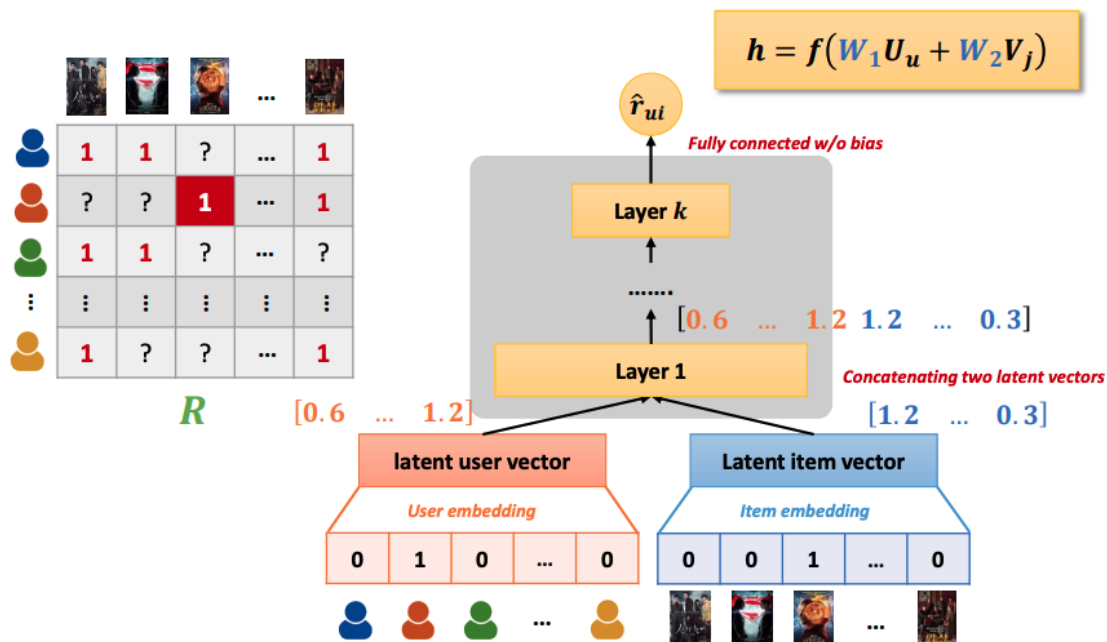 h = f(W₁Uᵤ + W₂Vⱼ)
...
r̂ᵤᵢ
Fully connected w/o bias
1 1 ? ... 1
? ? 1 ... 1
1 1 ? ... ?
⋮ ⋮ ⋮ ⋮ ⋮ ⋮
1 ? ? ... 1
R
Layer k
.......
[0.6 ... 1.2 1.2 ... 0.3]
Layer 1
Concatenating two latent vectors
[0.6 ... 1.2]
[1.2 ... 0.3]
latent user vector
Latent item vector
User embedding
Item embedding
0 1 0 ... 0
0 0 1 ... 0
...
...